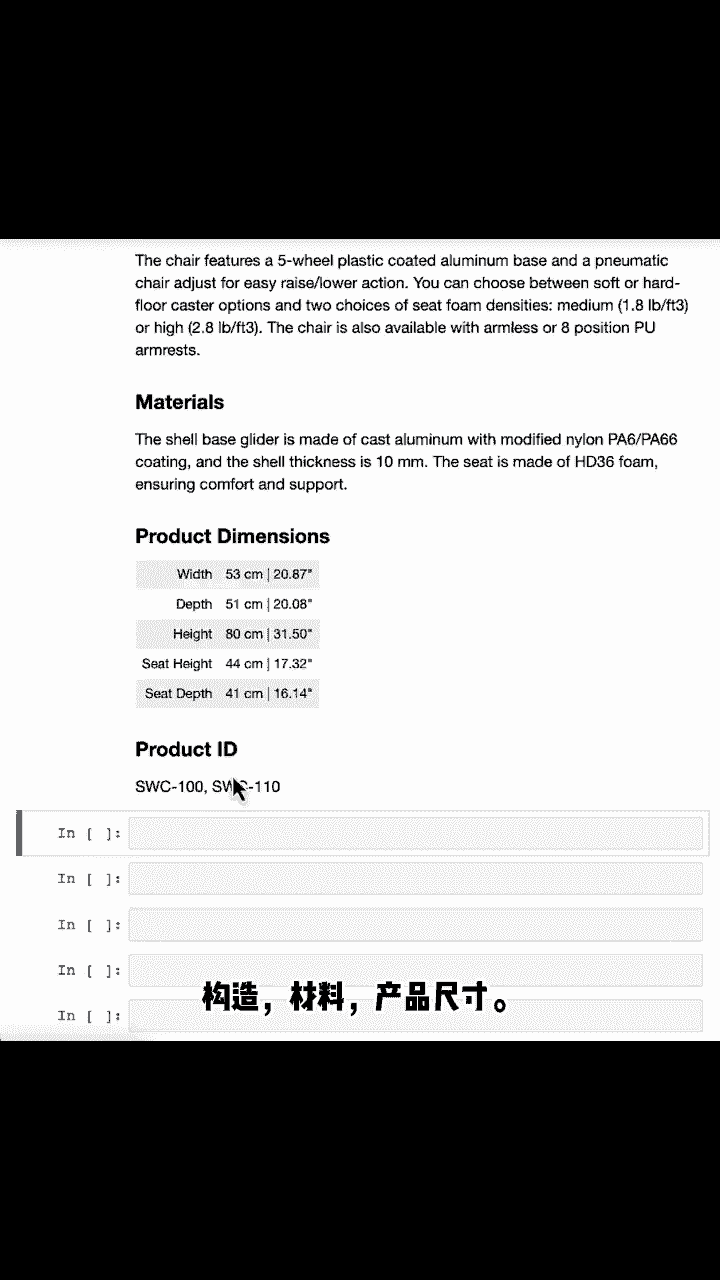 The chair features a 5-wheel plastic coated aluminum base and a pneumatic
chair adjust for easy raise/lower action. You can choose between soft or hard-
floor caster options and two choices of seat foam densities: medium (1.8 lb/ft3)
or high (2.8 lb/ft3). The chair is also available with armless or 8 position PU
armrests.
Materials
The shell base glider is made of cast aluminum with modified nylon PA6/PA66
coating, and the shell thickness is 10 mm. The seat is made of HD36 foam,
ensuring comfort and support.
Product Dimensions
Width 53 cm | 20.87"
Depth 51 cm | 20.08"
Height 80 cm | 31.50"
Seat Height 44 cm | 17.32"
Seat Depth 41 cm | 16.14"
Product ID
SWC-100, SWC-110
In [ ]:
In [ ]:
In [ ]:
In [ ]:
构造，材料，产品尺寸。
In [ ]: